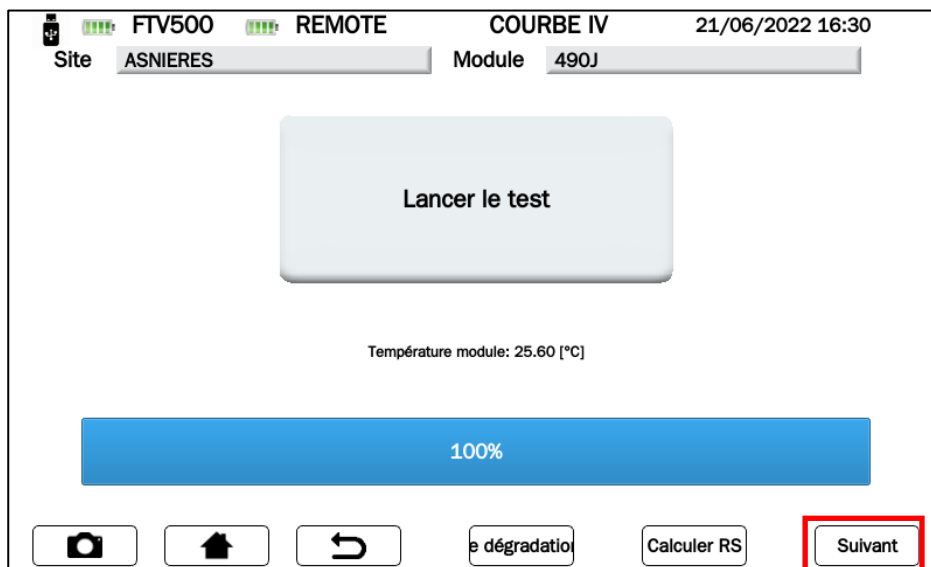 FTV500 REMOTE COURBE IV 21/06/2022 16:30
Site ASNIERES Module 490J
Lancer le test
Température module: 25.60 [°C]
100%
e dégradation Calculer RS Suivant